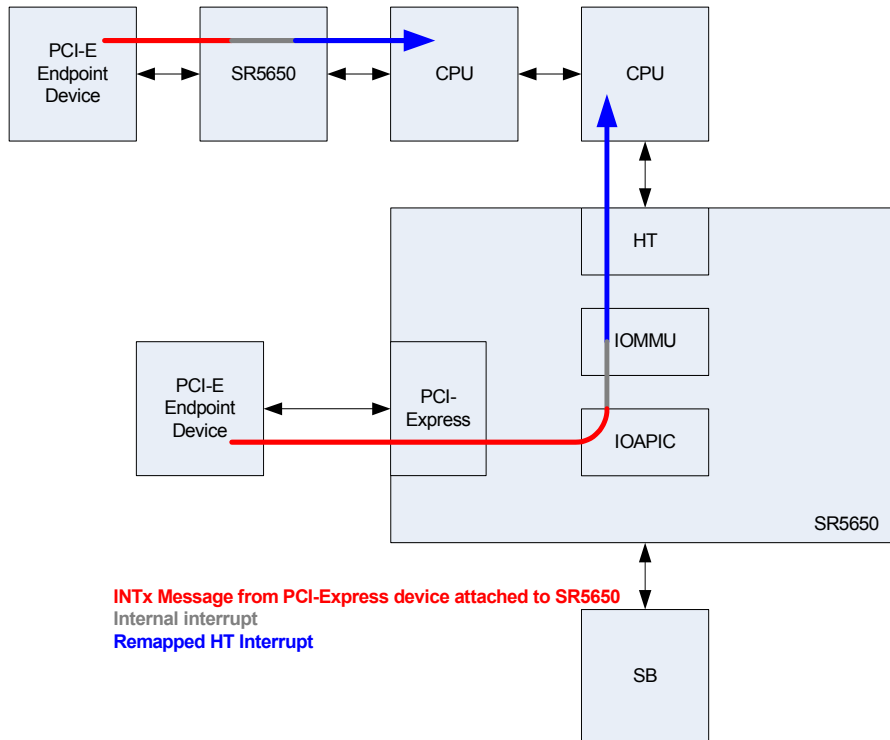 PCI-E
Endpoint
Device
SR5650
CPU
CPU
HT
IOMMU
PCI-E
Endpoint
Device
PCI-
Express
IOAPIC
SR5650
INTx Message from PCI-Express device attached to SR5650
Internal interrupt
Remapped HT Interrupt
SB